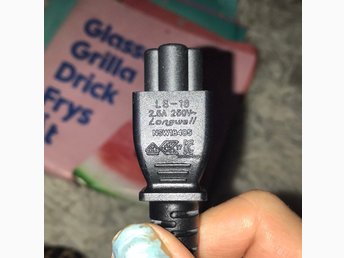 Glass
Grilla
Drick
Frys
LS-18
2.5A 250V~
Longwell